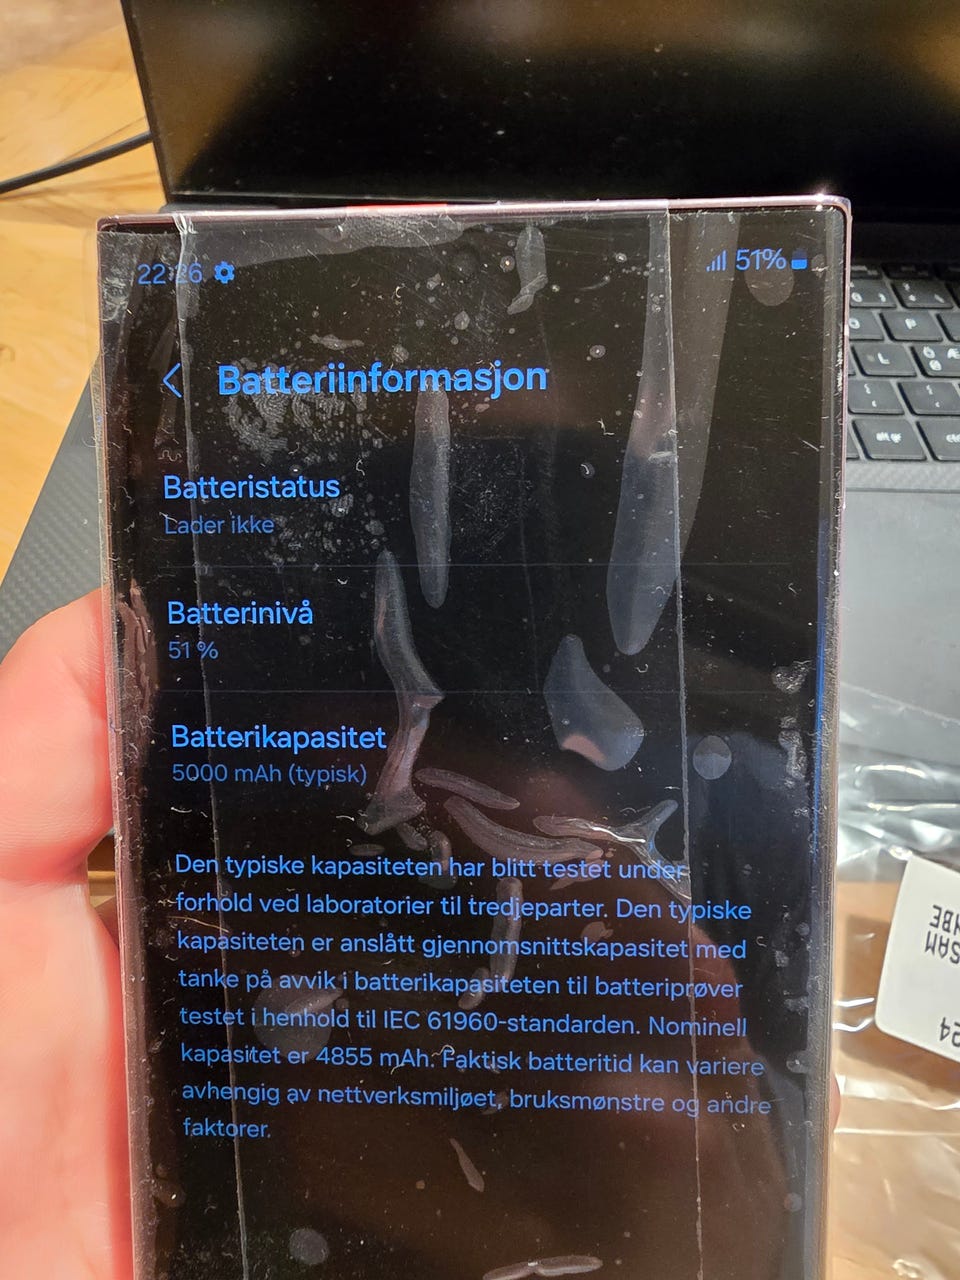 22:26
51%
Batteriinformasjon
Batteristatus
Lader ikke
Batterinivå
51 %
Batterikapasitet
5000 mAh (typisk)
Den typiske kapasiteten har blitt testet under
forhold ved laboratorier til tredjeparter. Den typiske
kapasiteten er anslått gjennomsnittskapasitet med
tanke på avvik i batterikapasiteten til batteriprøver
testet i henhold til IEC 61960-standarden. Nominell
kapasitet er 4855 mAh. Faktisk batteritid kan variere
avhengig av nettverksmiljøet, bruksmønstre og andre
faktorer.
P
L
Ø Æ
alt gr